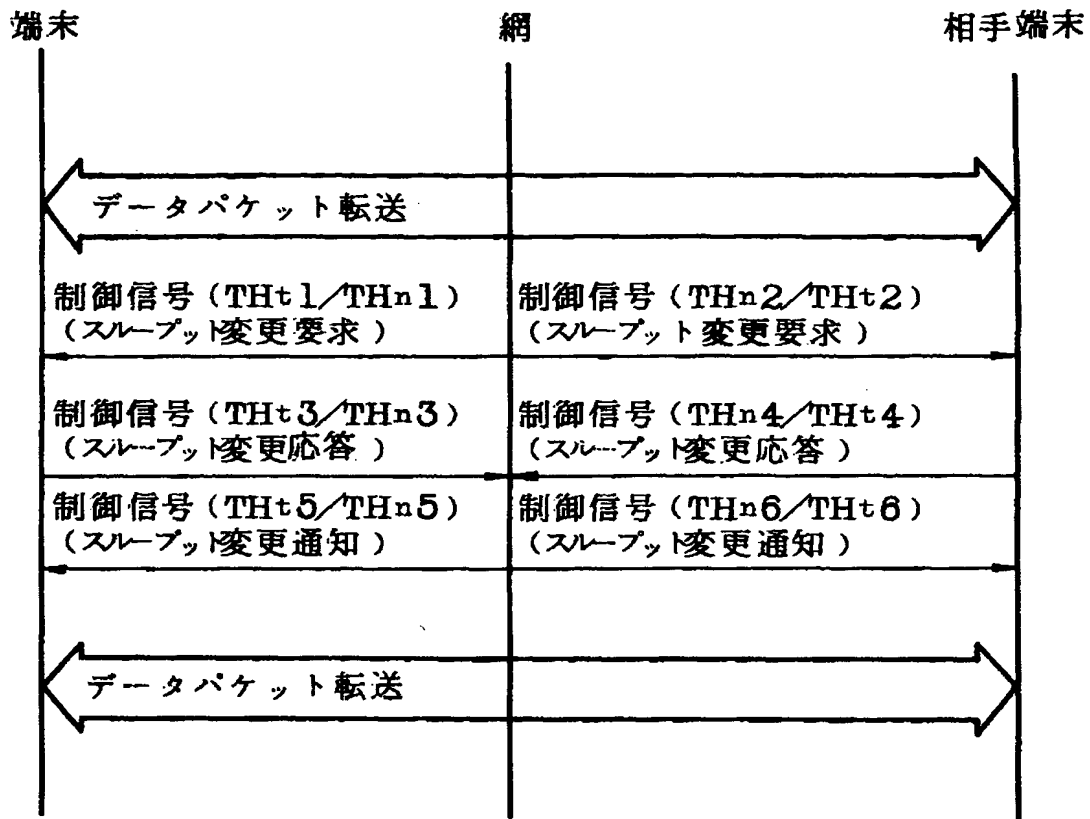 端末
網
相手端末
データパケット転送
制御信号(THt1/THn1)
(スループット変更要求)
制御信号(THn2/THt2)
(スループット変更要求)
制御信号(THt3/THn3)
(スループット変更応答)
制御信号(THn4/THt4)
(スループット変更応答)
制御信号(THt5/THn5)
(スループット変更通知)
制御信号(THn6/THt6)
(スループット変更通知)
データパケット転送